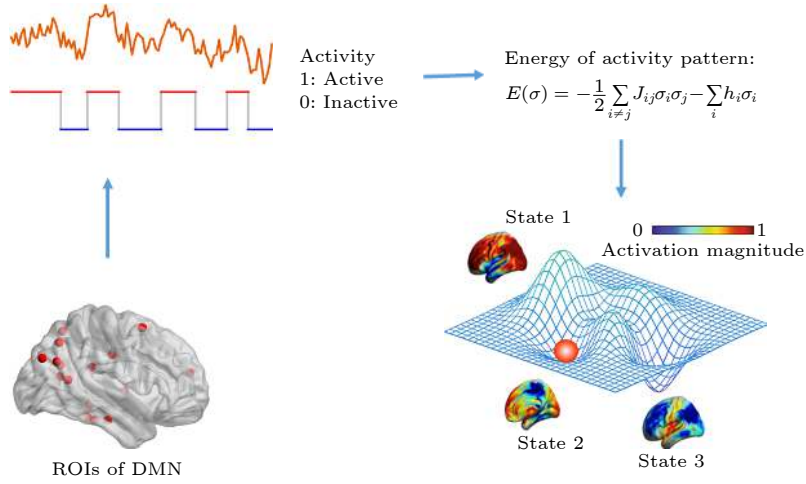 Activity
1: Active
0: Inactive
Energy of activity pattern:
E(σ) = −1/2 ∑_{i≠j} J_{ij}σ_iσ_j − ∑_i h_iσ_i
State 1
0 1
Activation magnitude
State 2
State 3
ROIs of DMN